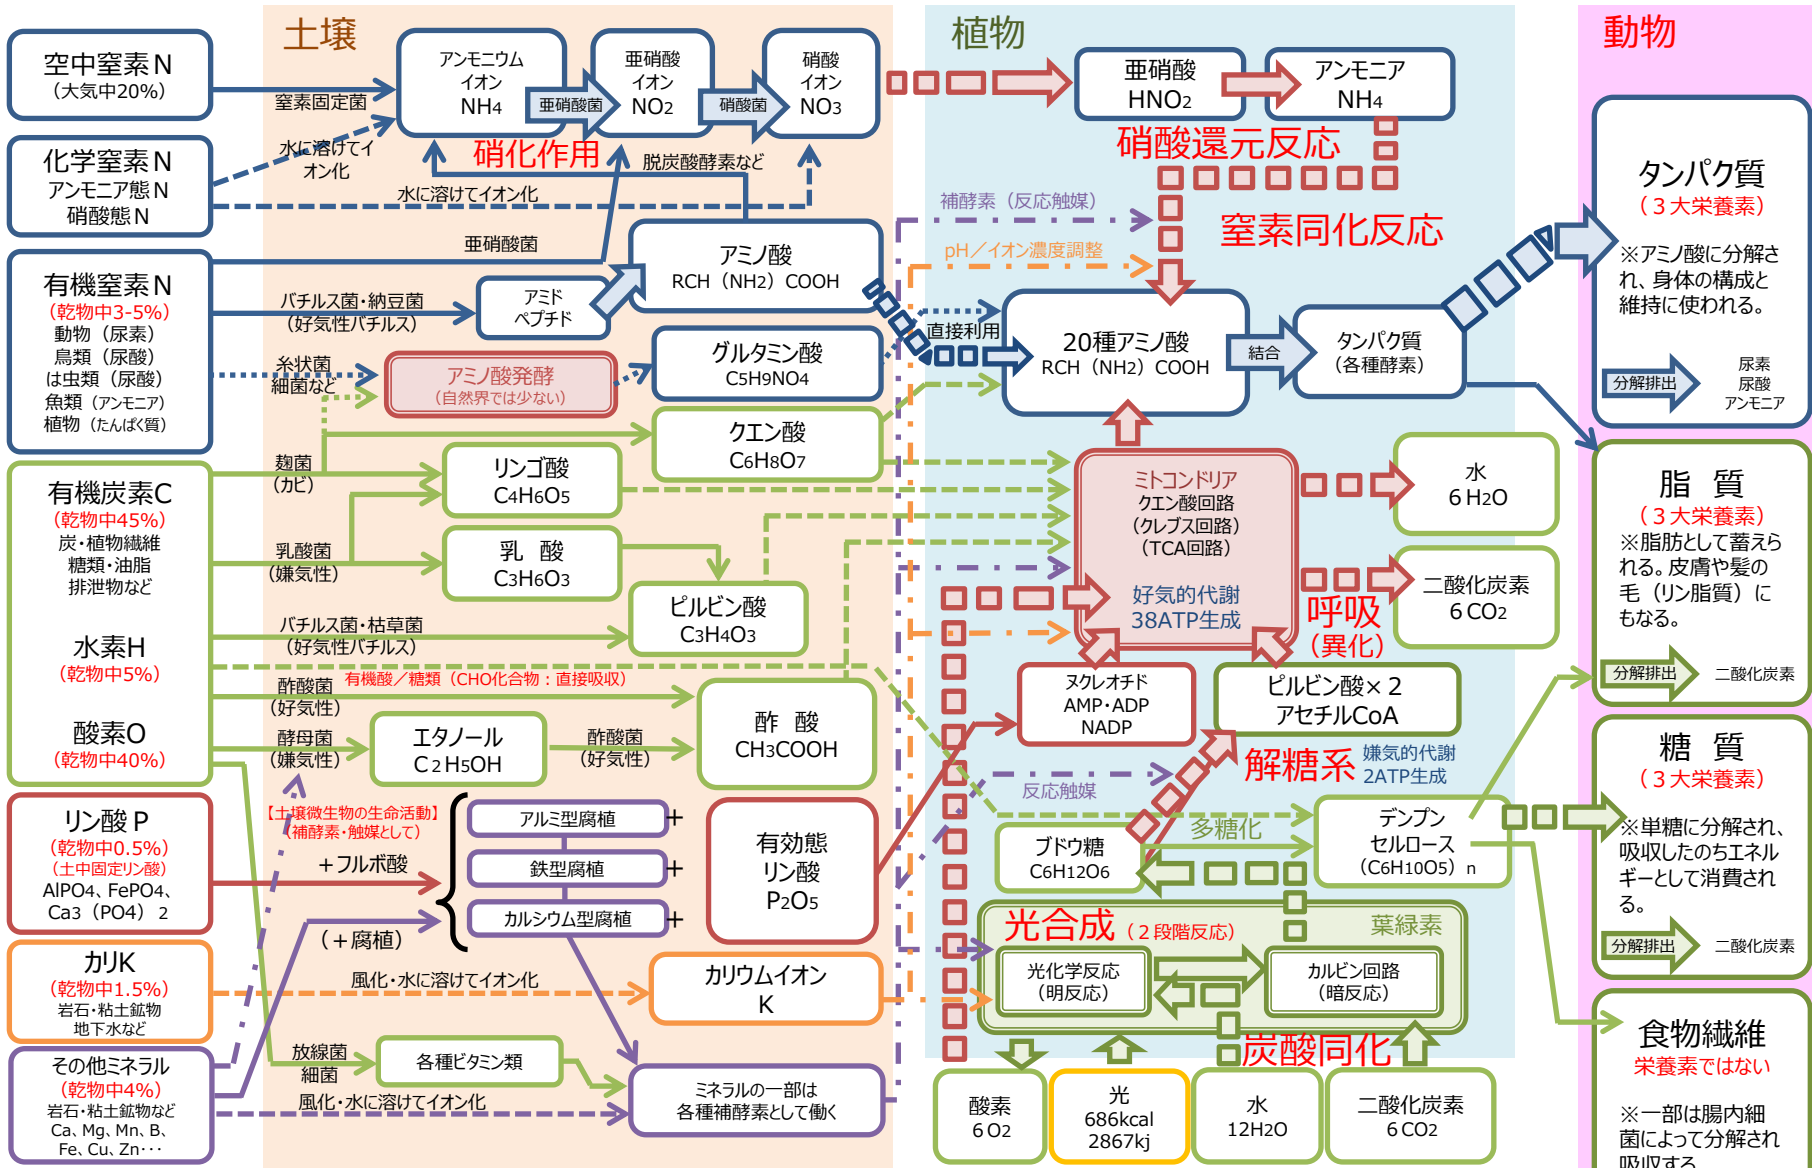 土壌
植物
動物
空中窒素 N
（大気中20%）
化学窒素 N
アンモニア態 N
硝酸態 N
有機窒素 N
（乾物中3-5%）
動物（尿素）
鳥類（尿酸）
は虫類（尿酸）
魚類（アンモニア）
植物（たんぱく質）
有機炭素C
（乾物中45%）
炭・植物繊維
糖類・油脂
排泄物など
水素H
（乾物中5%）
酸素O
（乾物中40%）
リン酸 P
（乾物中0.5%）
（土中固定リン酸）
AlPO4、FePO4、
Ca3（PO4）2
カリK
（乾物中1.5%）
岩石・粘土鉱物
地下水など
その他ミネラル
（乾物中4%）
岩石・粘土鉱物など
Ca、Mg、Mn、B、
Fe、Cu、Zn･･･
窒素固定菌
水に溶けてイ
オン化
アンモニウム
イオン
NH4
亜硝酸菌
亜硝酸
イオン
NO2
硝酸菌
硝酸
イオン
NO3
硝化作用
脱炭酸酵素など
水に溶けてイオン化
亜硝酸菌
バチルス菌・納豆菌
（好気性バチルス）
アミド
ペプチド
アミノ酸
RCH（NH2）COOH
糸状菌
細菌など
アミノ酸発酵
（自然界では少ない）
グルタミン酸
C5H9NO4
クエン酸
C6H8O7
麹菌
（カビ）
リンゴ酸
C4H6O5
乳酸菌
（嫌気性）
乳　酸
C3H6O3
ピルビン酸
C3H4O3
バチルス菌・枯草菌
（好気性バチルス）
有機酸／糖類（CHO化合物：直接吸収）
酢酸菌
（好気性）
酵母菌
（嫌気性）
エタノール
C２H5OH
酢酸菌
（好気性）
酢　酸
CH3COOH
【土壌微生物の生命活動】
（補酵素・触媒として）
＋フルボ酸
（＋腐植）
アルミ型腐植
+
鉄型腐植
+
カルシウム型腐植
+
有効態
リン酸
P2O5
風化・水に溶けてイオン化
カリウムイオン
K
放線菌
細菌
各種ビタミン類
風化・水に溶けてイオン化
ミネラルの一部は
各種補酵素として働く
亜硝酸
HNO2
アンモニア
NH4
硝酸還元反応
補酵素（反応触媒）
窒素同化反応
pH／イオン濃度調整
直接利用
20種アミノ酸
RCH（NH2）COOH
結合
タンパク質
（各種酵素）
ミトコンドリア
クエン酸回路
（クレブス回路）
（TCA回路）
好気的代謝
38ATP生成
水
６H2O
呼吸
（異化）
二酸化炭素
６CO2
ヌクレオチド
AMP・ADP
NADP
ピルビン酸×２
アセチルCoA
解糖系
嫌気的代謝
2ATP生成
反応触媒
多糖化
ブドウ糖
C6H12O6
デンプン
セルロース
（C6H10O5）n
光合成（２段階反応）
葉緑素
光化学反応
（明反応）
カルビン回路
（暗反応）
炭酸同化
酸素
６O2
光
686kcal
2867kj
水
12H2O
二酸化炭素
６CO2
タンパク質
（３大栄養素）
※アミノ酸に分解さ
れ、身体の構成と
維持に使われる。
分解排出
尿素
尿酸
アンモニア
脂　質
（３大栄養素）
※脂肪として蓄えら
れる。皮膚や髪の
毛（リン脂質）に
もなる。
分解排出
二酸化炭素
糖　質
（３大栄養素）
※単糖に分解され、
吸収したのちエネル
ギーとして消費され
る。
分解排出
二酸化炭素
食物繊維
栄養素ではない
※一部は腸内細
菌によって分解され
吸収する